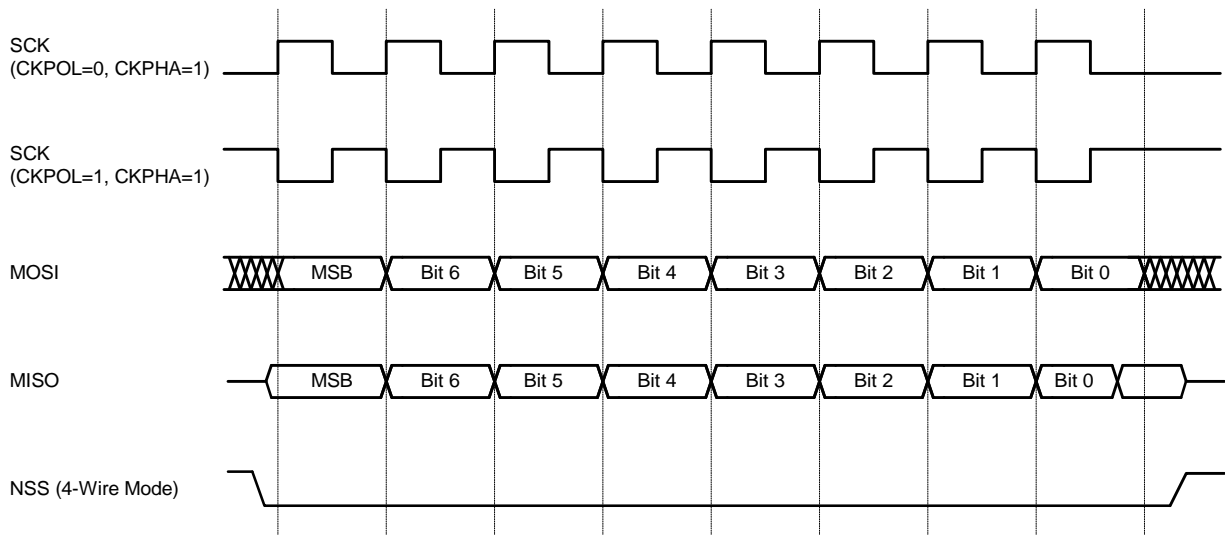 SCK
(CKPOL=0, CKPHA=1)
SCK
(CKPOL=1, CKPHA=1)
MOSI
MSB Bit 6 Bit 5 Bit 4 Bit 3 Bit 2 Bit 1 Bit 0
MISO
MSB Bit 6 Bit 5 Bit 4 Bit 3 Bit 2 Bit 1 Bit 0
NSS (4-Wire Mode)